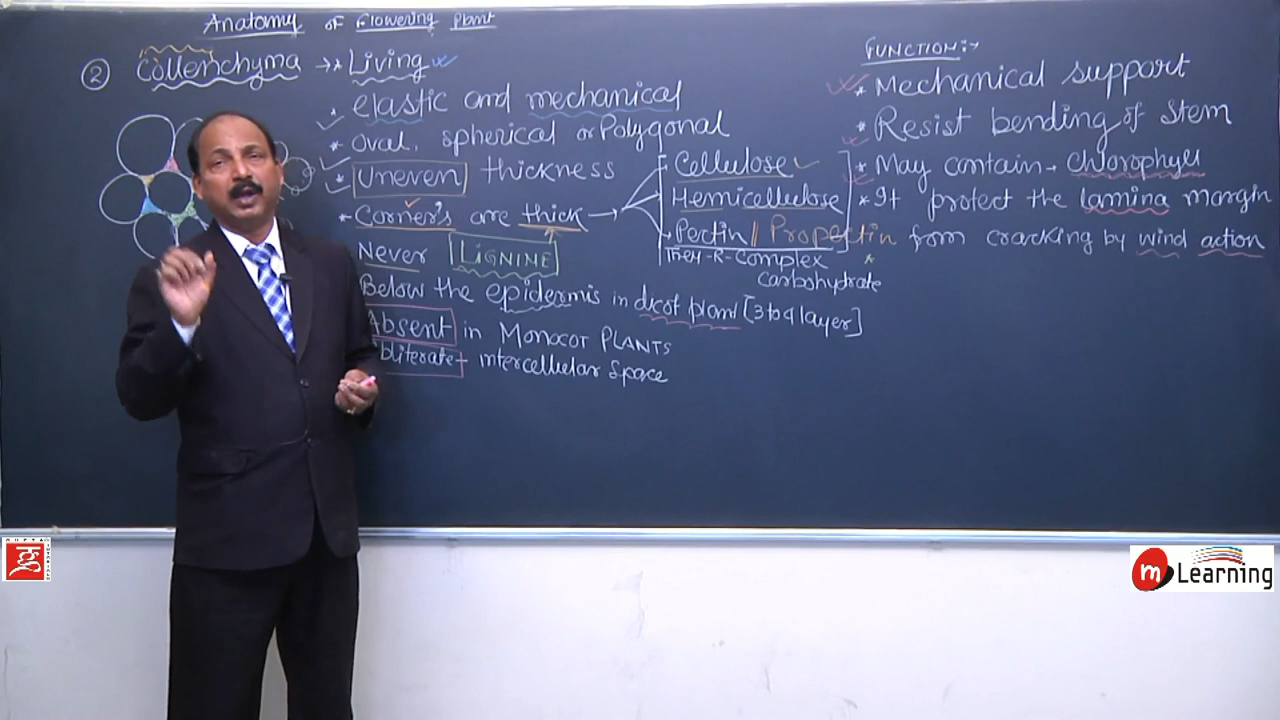 Anatomy of Flowering Plant
② Collenchyma → * Living
* elastic and mechanical
* Oval, spherical or Polygonal
* Uneven thickness
* Corner's are thick →
Cellulose
Hemicellulose
Pectin || Propectin
They-R-Complex
Carbohydrate
Never LIGNINE
Below the epidermis in dicot plant [3 to 4 layer]
Absent in MONOCOT PLANTS
bliterate → intercellular Space
FUNCTION:-
* Mechanical support
* Resist bending of Stem
* May contain → chlorophyll
* It protect the lamina margin
from cracking by wind action
m Learning